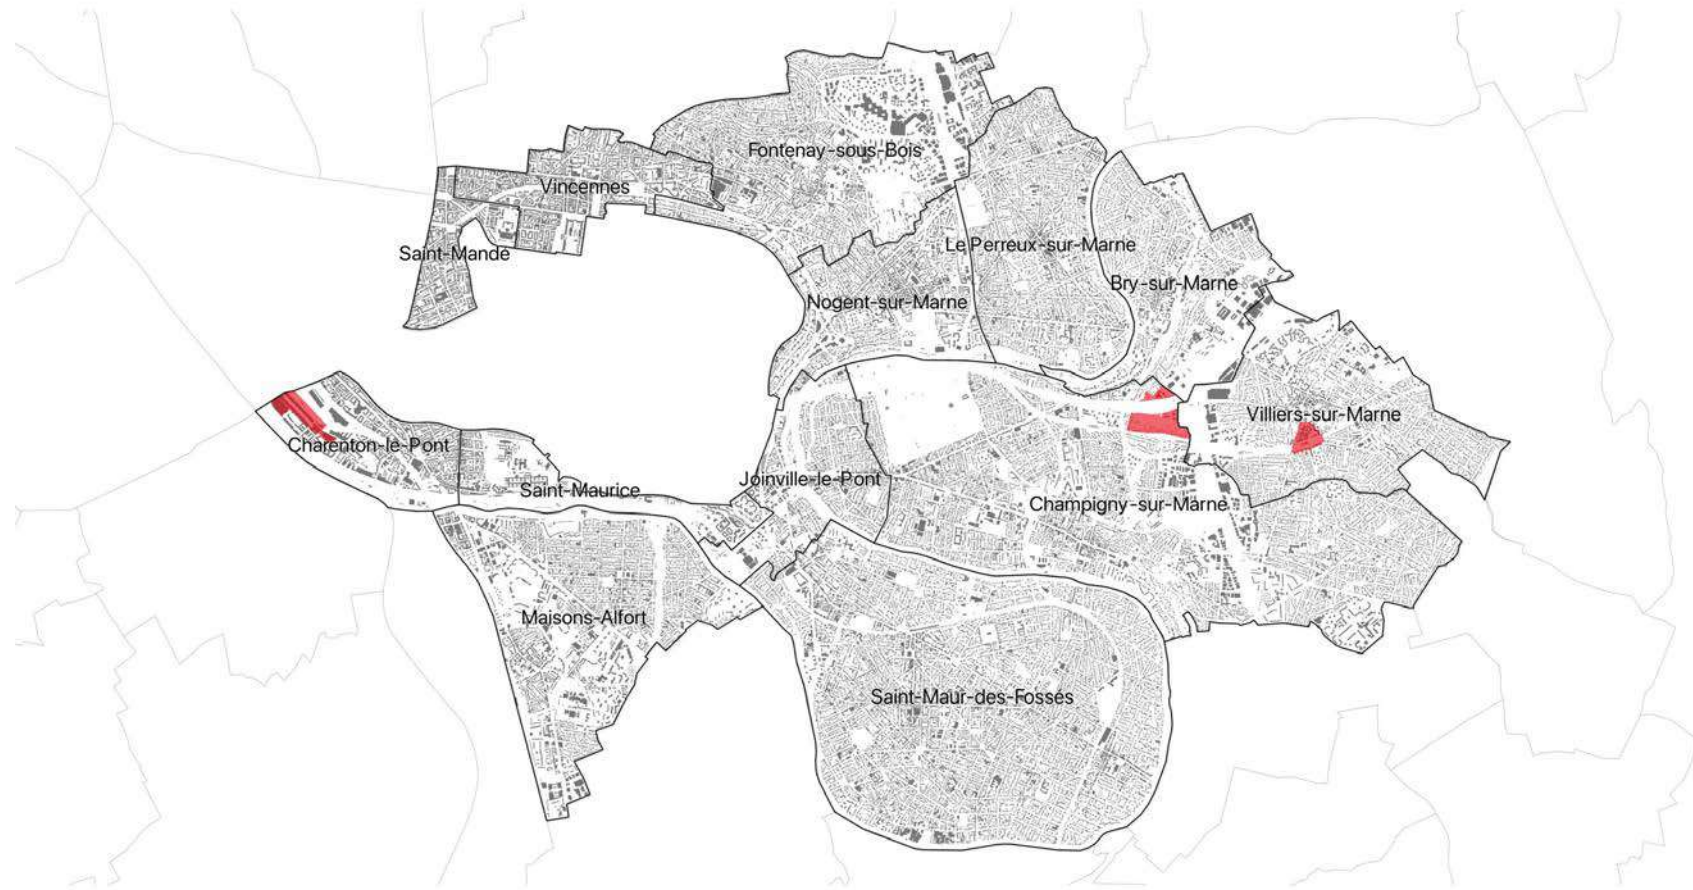 Fontenay-sous-Bois
Vincennes
Saint-Mandé
Le Perreux-sur-Marne
Bry-sur-Marne
Nogent-sur-Marne
Villiers-sur-Marne
Charenton-le-Pont
Joinville-le-Pont
Saint-Maurice
Champigny-sur-Marne
Maisons-Alfort
Saint-Maur-des-Fossés